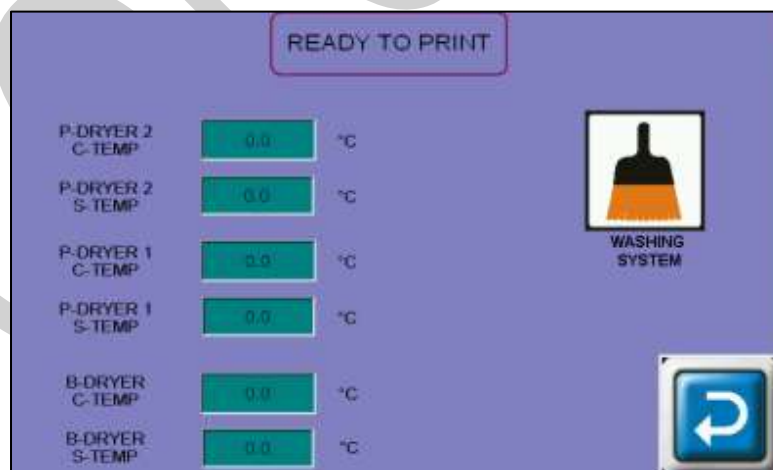 READY TO PRINT
P-DRYER 2
C-TEMP
0.0 °C
P-DRYER 2
S-TEMP
0.0 °C
WASHING
SYSTEM
P-DRYER 1
C-TEMP
0.0 °C
P-DRYER 1
S-TEMP
0.0 °C
B-DRYER
C-TEMP
0.0 °C
B-DRYER
S-TEMP
0.0 °C